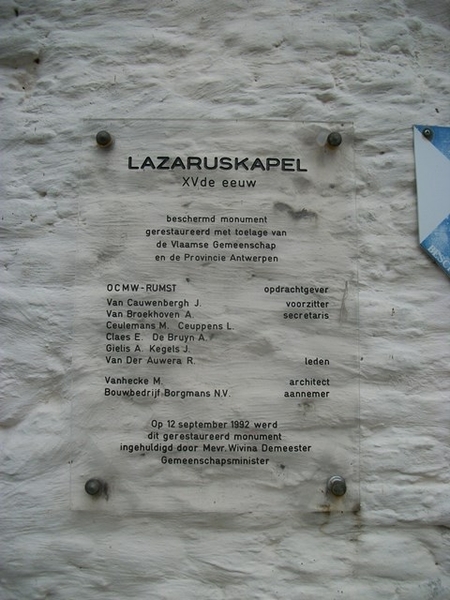 LAZARUSKAPEL
XVde eeuw
beschermd monument
gerestaureerd met toelage van
de Vlaamse Gemeenschap
en de Provincie Antwerpen
OCMW-RUMST opdrachtgever
Van Cauwenbergh J. voorzitter
Van Broekhoven A. secretaris
Ceulemans M. Ceuppens L.
Claes E. De Bruyn A.
Gielis A. Kegels J.
Van Der Auwera R. leden
Vanhecke M. architect
Bouwbedrijf Borgmans N.V. aannemer
Op 12 september 1992 werd
dit gerestaureerd monument
ingehuldigd door Mevr. Wivina Demeester
Gemeenschapsminister